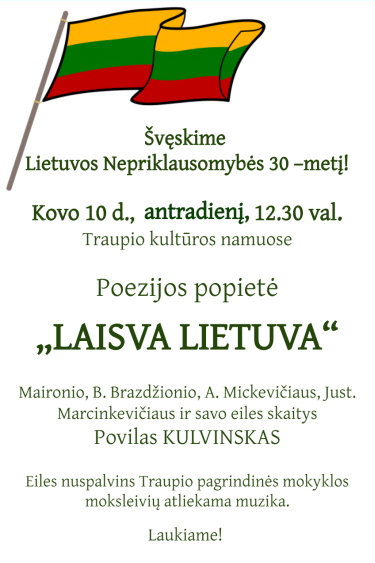 Švęskime
Lietuvos Nepriklausomybės 30 –metį!
Kovo 10 d., antradienį, 12.30 val.
Traupio kultūros namuose
Poezijos popietė
„LAISVA LIETUVA“
Maironio, B. Brazdžionio, A. Mickevičiaus, Just.
Marcinkevičiaus ir savo eiles skaitys
Povilas KULVINSKAS
Eiles nuspalvins Traupio pagrindinės mokyklos
moksleivių atliekama muzika.
Laukiame!